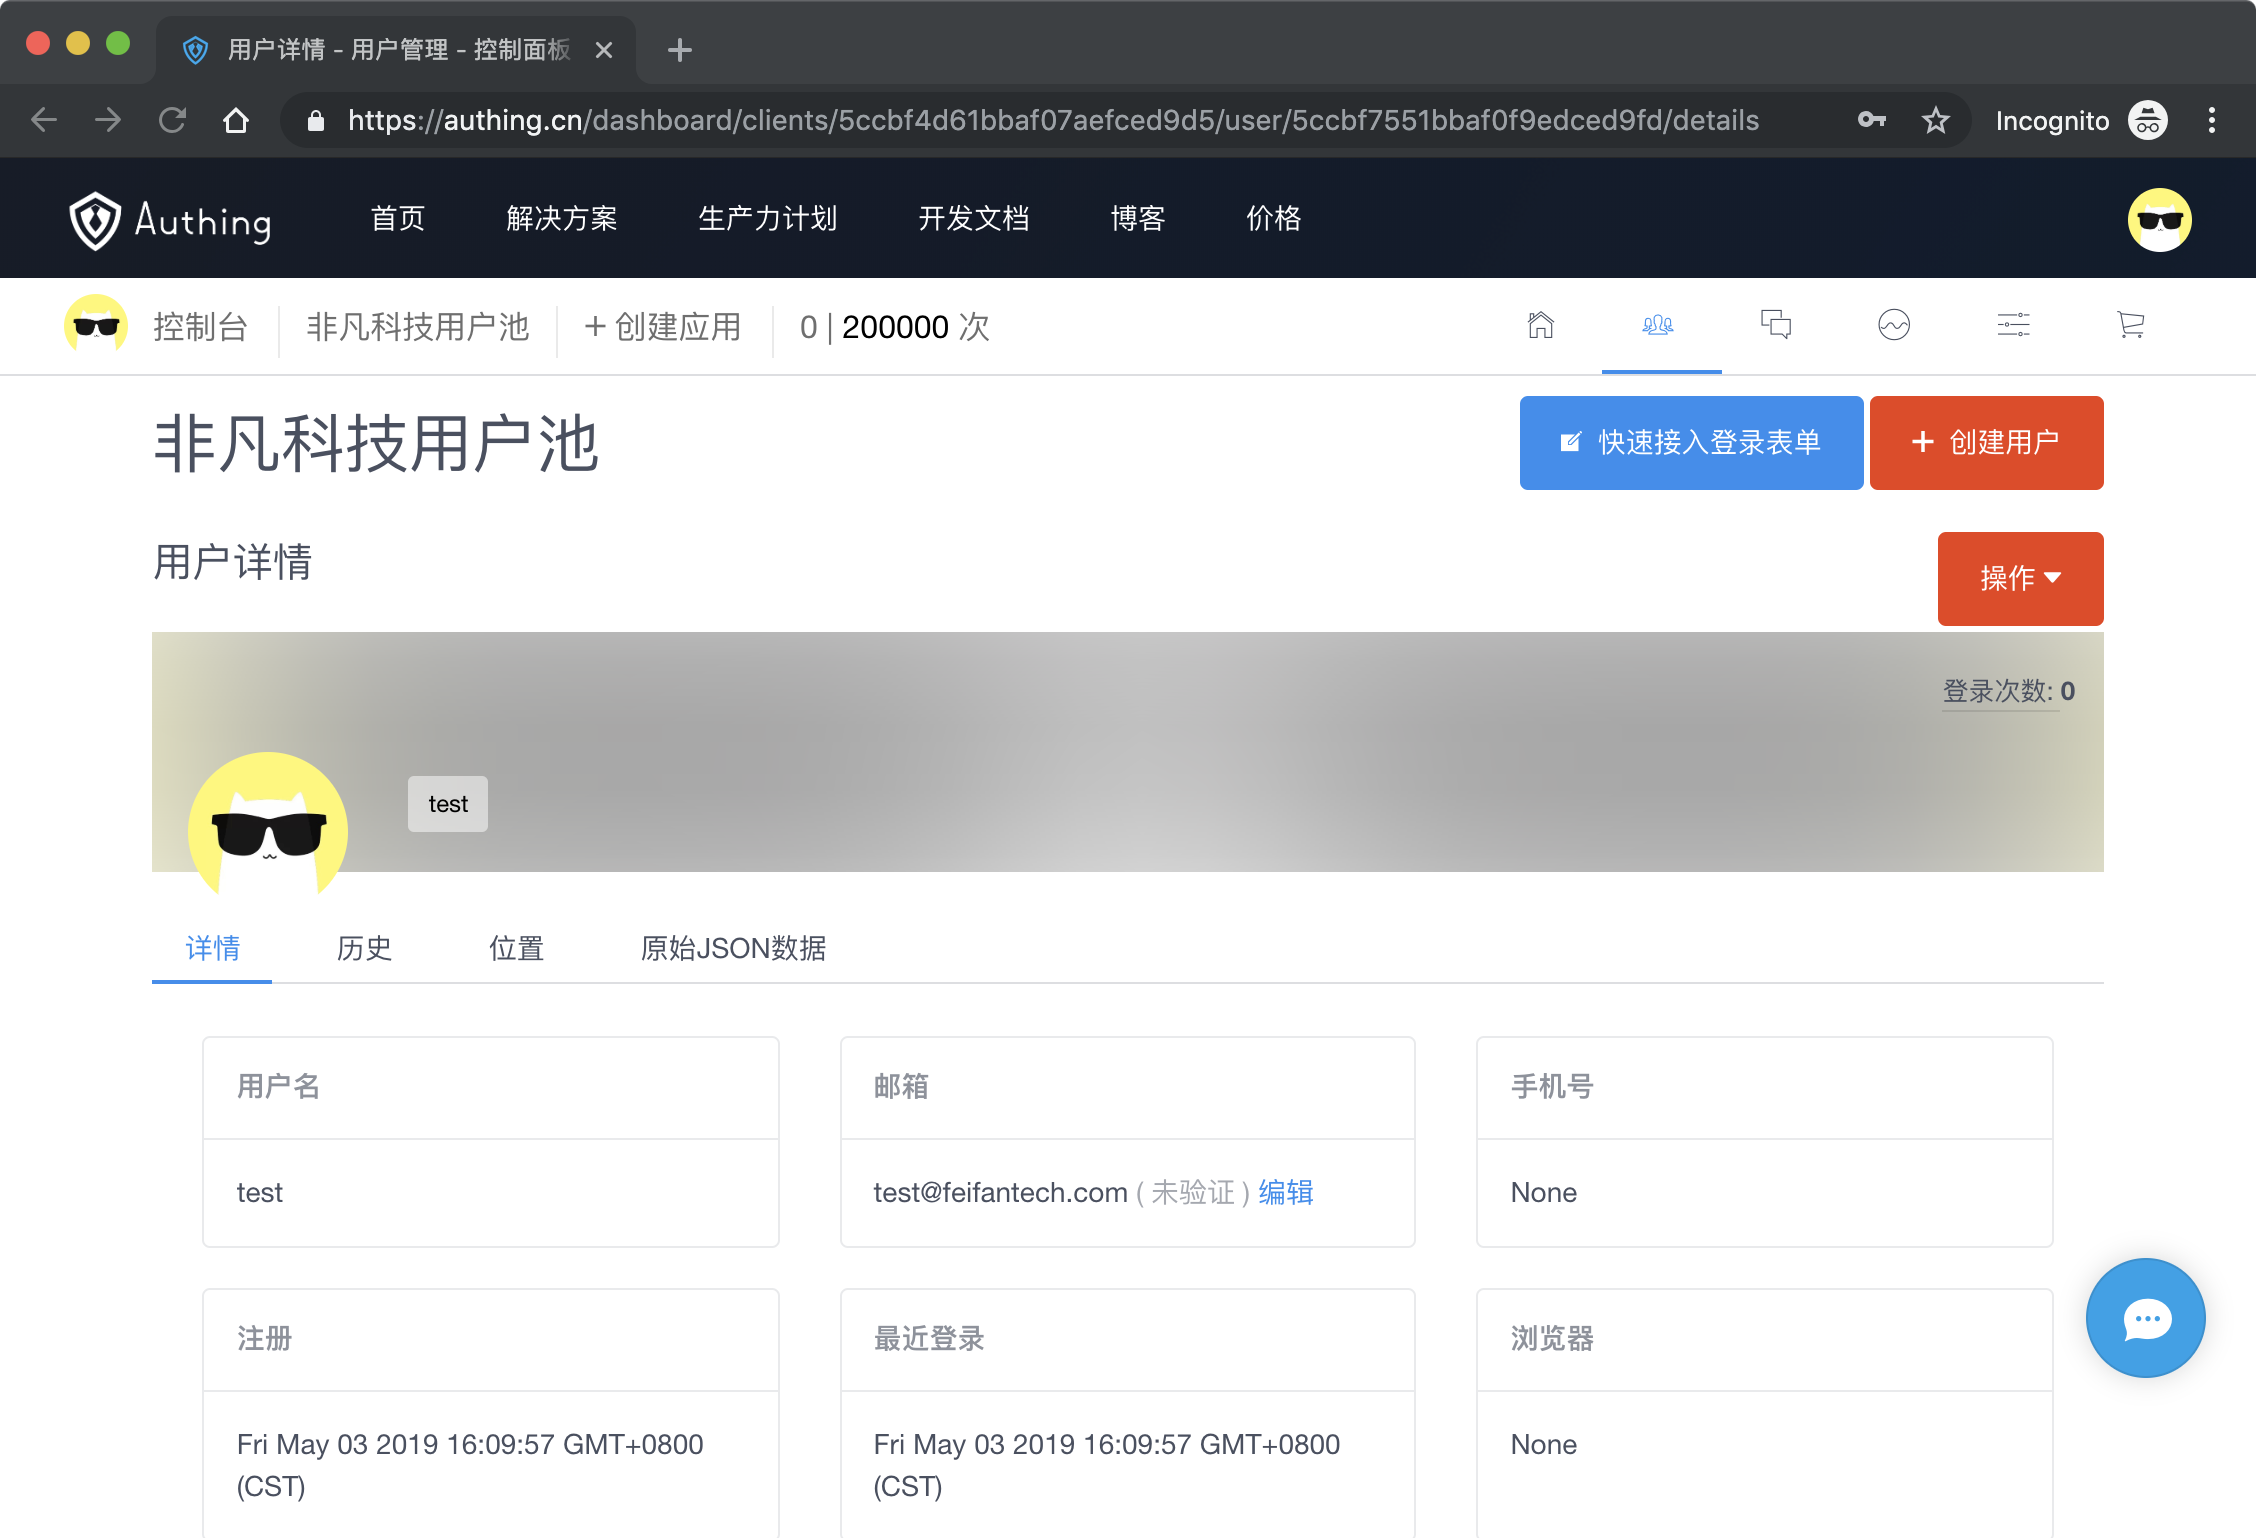 用户详情 - 用户管理 - 控制面板
https://authing.cn/dashboard/clients/5ccbf4d61bbaf07aefced9d5/user/5ccbf7551bbaf0f9edced9fd/details
Incognito
Authing
首页
解决方案
生产力计划
开发文档
博客
价格
控制台
非凡科技用户池
+ 创建应用
0 | 200000 次
非凡科技用户池
快速接入登录表单
+ 创建用户
用户详情
操作
登录次数: 0
test
详情
历史
位置
原始JSON数据
用户名
test
邮箱
test@feifantech.com ( 未验证 ) 编辑
手机号
None
注册
Fri May 03 2019 16:09:57 GMT+0800
(CST)
最近登录
Fri May 03 2019 16:09:57 GMT+0800
(CST)
浏览器
None